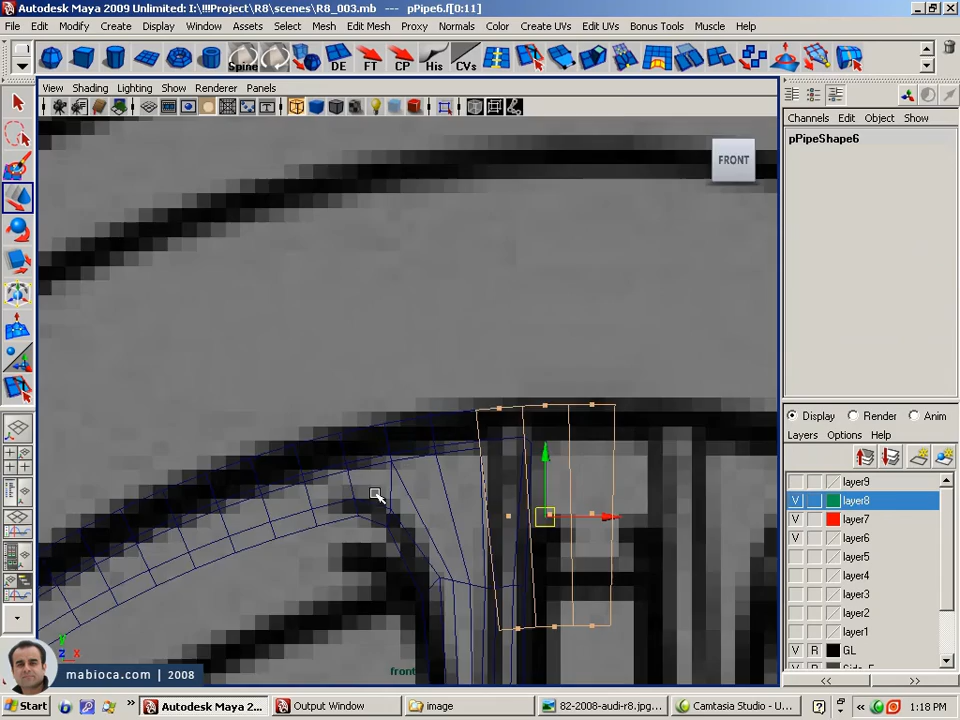 Autodesk Maya 2009 Unlimited: I:\!!!Project\R8\scenes\R8_003.mb --- pPipe6.f[0:11]
File Edit Modify Create Display Window Assets Select Mesh Edit Mesh Proxy Normals Color Create UVs Edit UVs Bonus Tools Muscle Help
Spine DE FT CP His CVs
View Shading Lighting Show Renderer Panels
Channels Edit Object Show
pPipeShape6
FRONT
Display Render Anim
Layers Options Help
layer9
V layer8
V layer7
V layer6
layer5
layer4
layer3
layer2
layer1
V R GL
V R Side_F
y
z x
front
<< >>
mabioca.com | 2008
Start Autodesk Maya 2... Output Window image 82-2008-audi-r8.jpg... Camtasia Studio - U... 1:18 PM